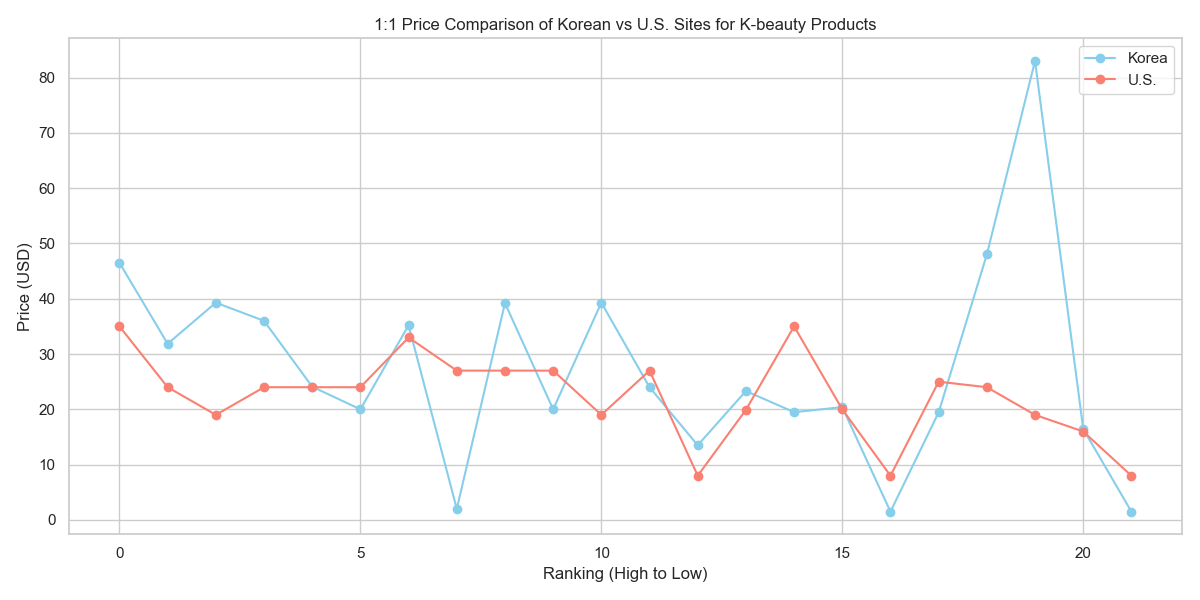 1:1 Price Comparison of Korean vs U.S. Sites for K-beauty Products
Korea
U.S.
Price (USD)
80
70
60
50
40
30
20
10
0
0 5 10 15 20
Ranking (High to Low)